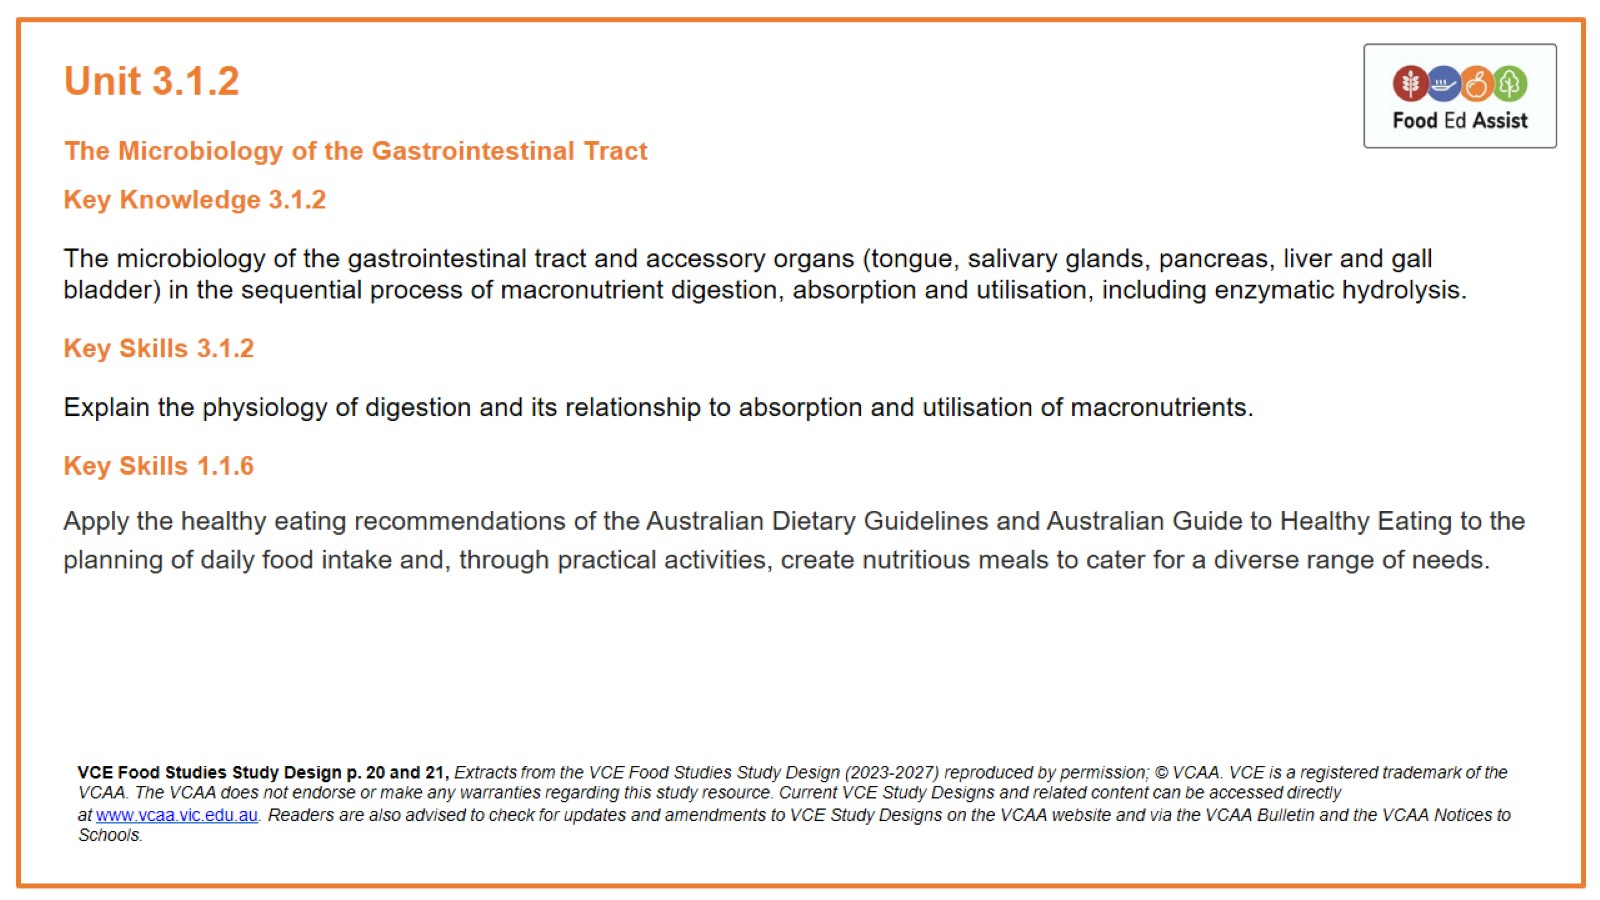 Unit 3.1.2
Food Ed Assist
The Microbiology of the Gastrointestinal Tract
Key Knowledge 3.1.2
The microbiology of the gastrointestinal tract and accessory organs (tongue, salivary glands, pancreas, liver and gall
bladder) in the sequential process of macronutrient digestion, absorption and utilisation, including enzymatic hydrolysis.
Key Skills 3.1.2
Explain the physiology of digestion and its relationship to absorption and utilisation of macronutrients.
Key Skills 1.1.6
Apply the healthy eating recommendations of the Australian Dietary Guidelines and Australian Guide to Healthy Eating to the
planning of daily food intake and, through practical activities, create nutritious meals to cater for a diverse range of needs.
VCE Food Studies Study Design p. 20 and 21, Extracts from the VCE Food Studies Study Design (2023-2027) reproduced by permission; © VCAA. VCE is a registered trademark of the
VCAA. The VCAA does not endorse or make any warranties regarding this study resource. Current VCE Study Designs and related content can be accessed directly
at www.vcaa.vic.edu.au. Readers are also advised to check for updates and amendments to VCE Study Designs on the VCAA website and via the VCAA Bulletin and the VCAA Notices to
Schools.